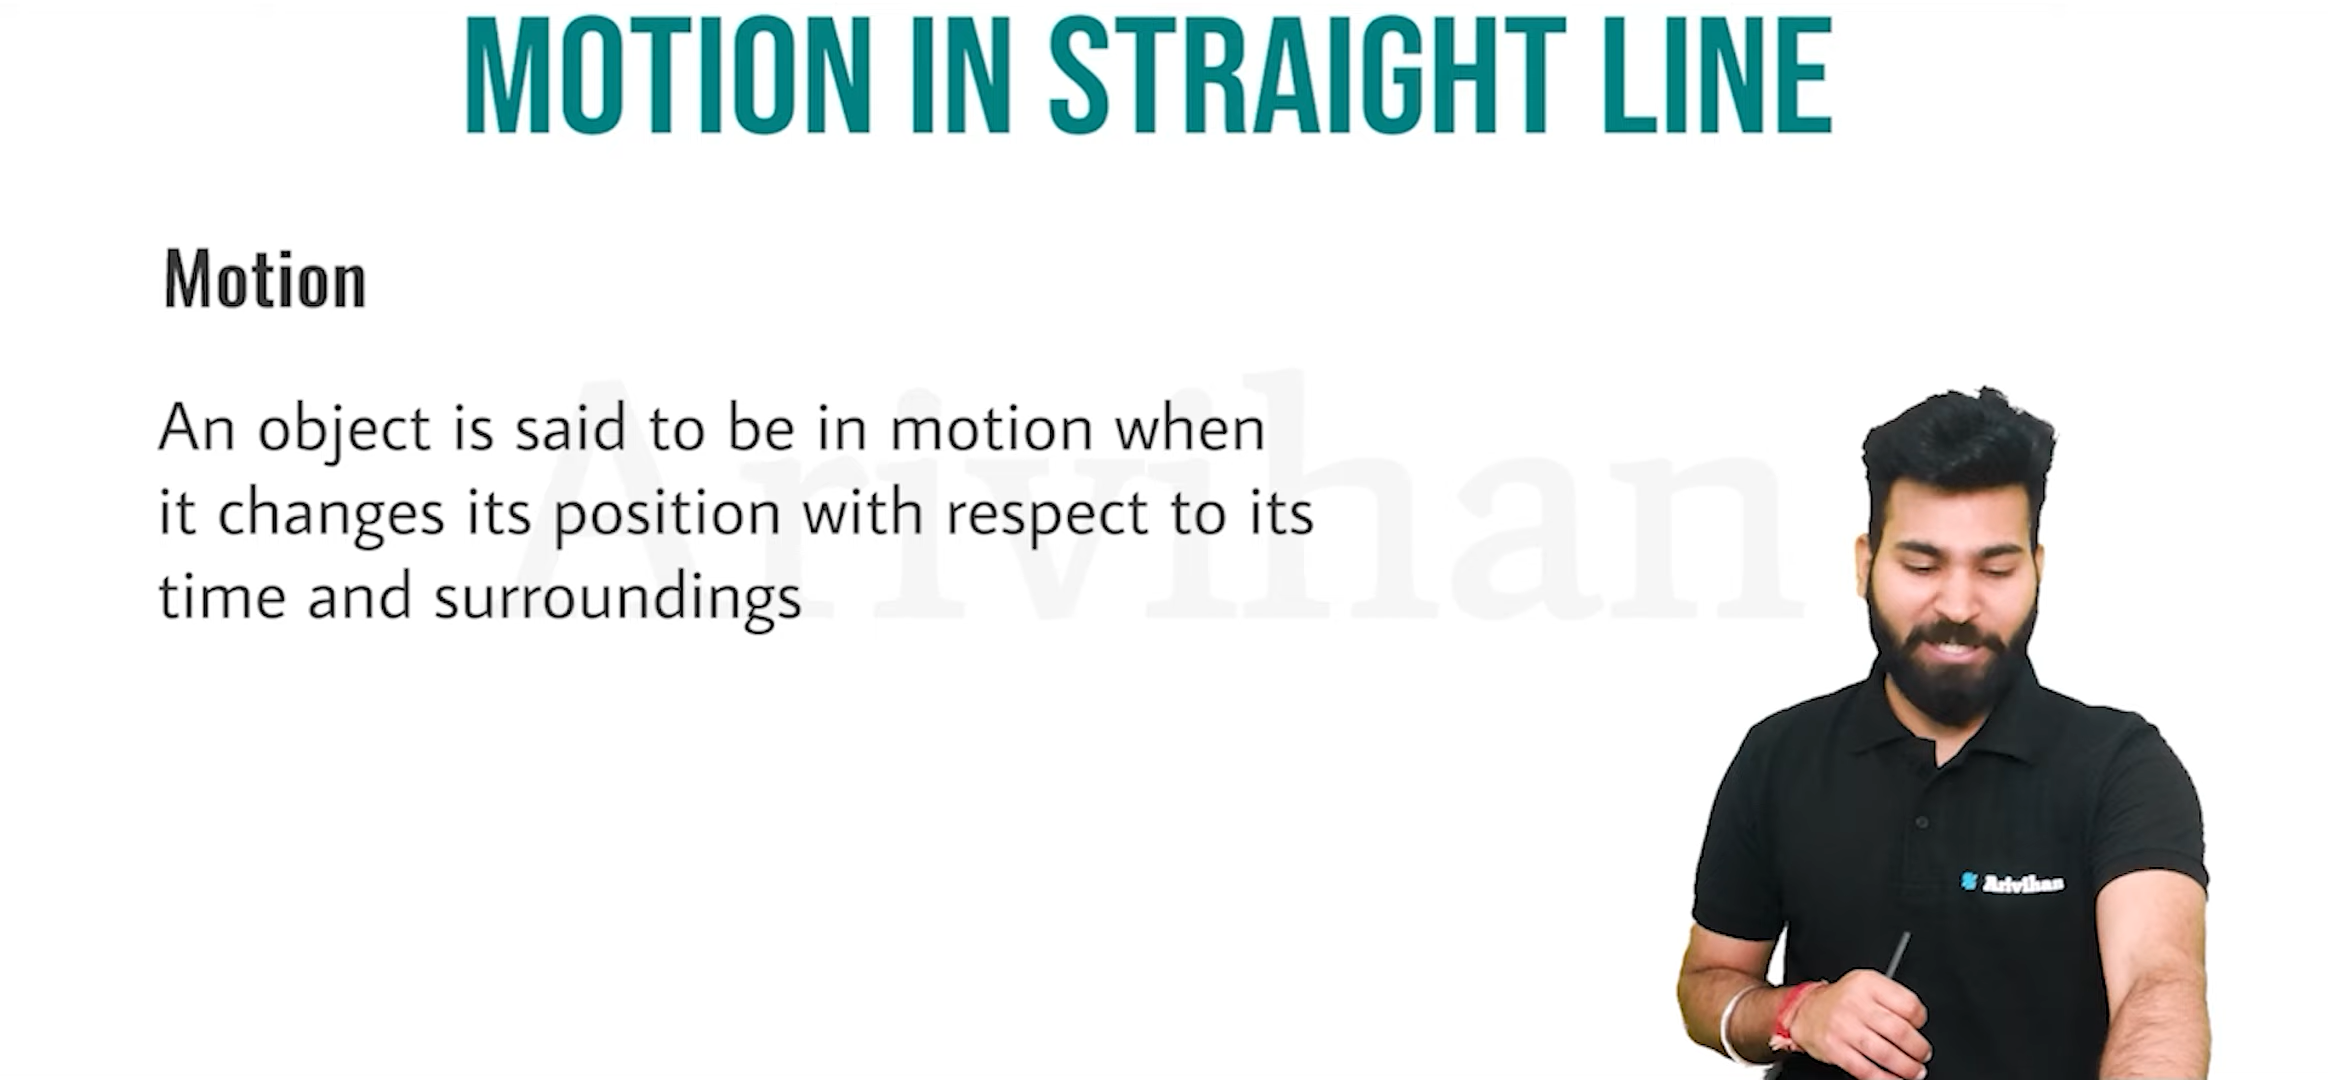 MOTION IN STRAIGHT LINE
Motion
An object is said to be in motion when
it changes its position with respect to its
time and surroundings
Arivihan
Arivihan